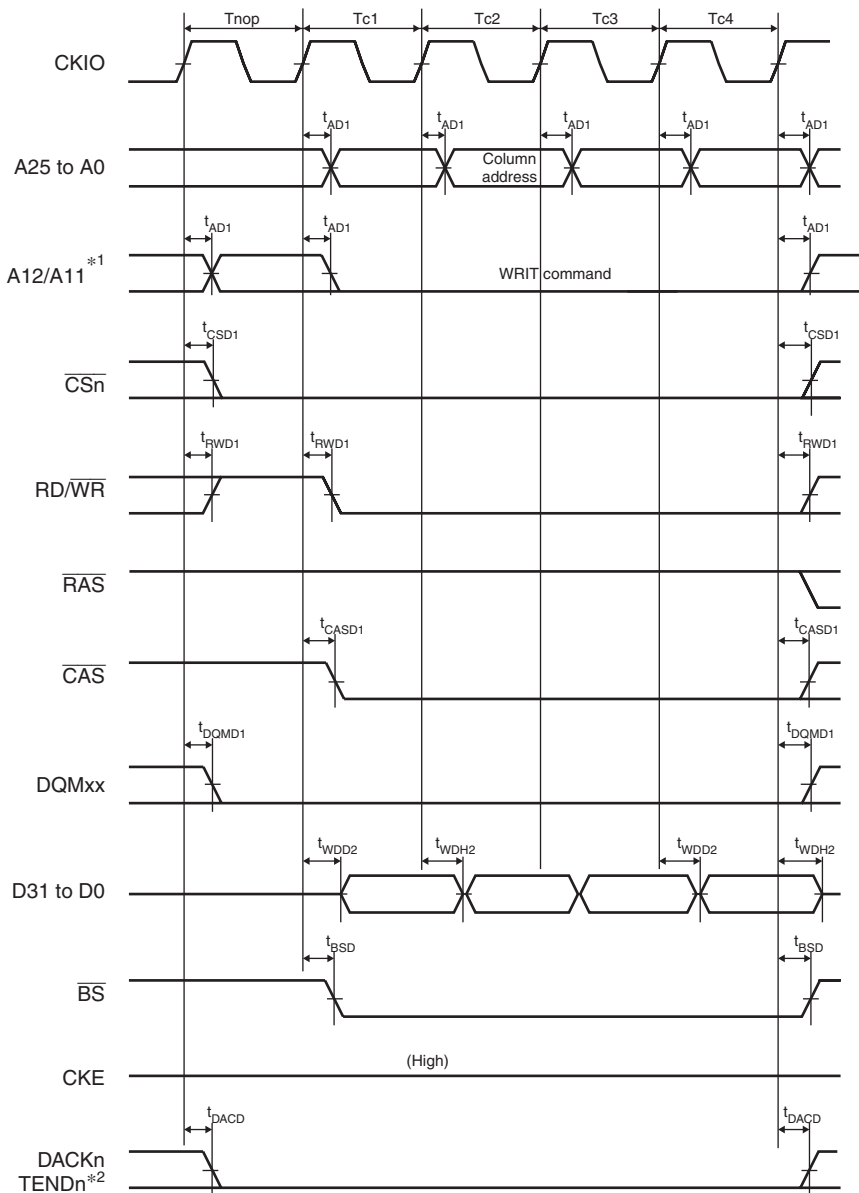 Tnop Tc1 Tc2 Tc3 Tc4
CKIO
tAD1 tAD1 tAD1 tAD1 tAD1
A25 to A0 Column address
tAD1 tAD1 tAD1
A12/A11*1 WRIT command
tCSD1 tCSD1
CSn
tRWD1 tRWD1 tRWD1
RD/WR
RAS
tCASD1 tCASD1
CAS
tDQMD1 tDQMD1
DQMxx
tWDD2 tWDH2 tWDD2 tWDH2
D31 to D0
tBSD tBSD
BS
(High)
CKE
tDACD tDACD
DACKn
TENDn*2